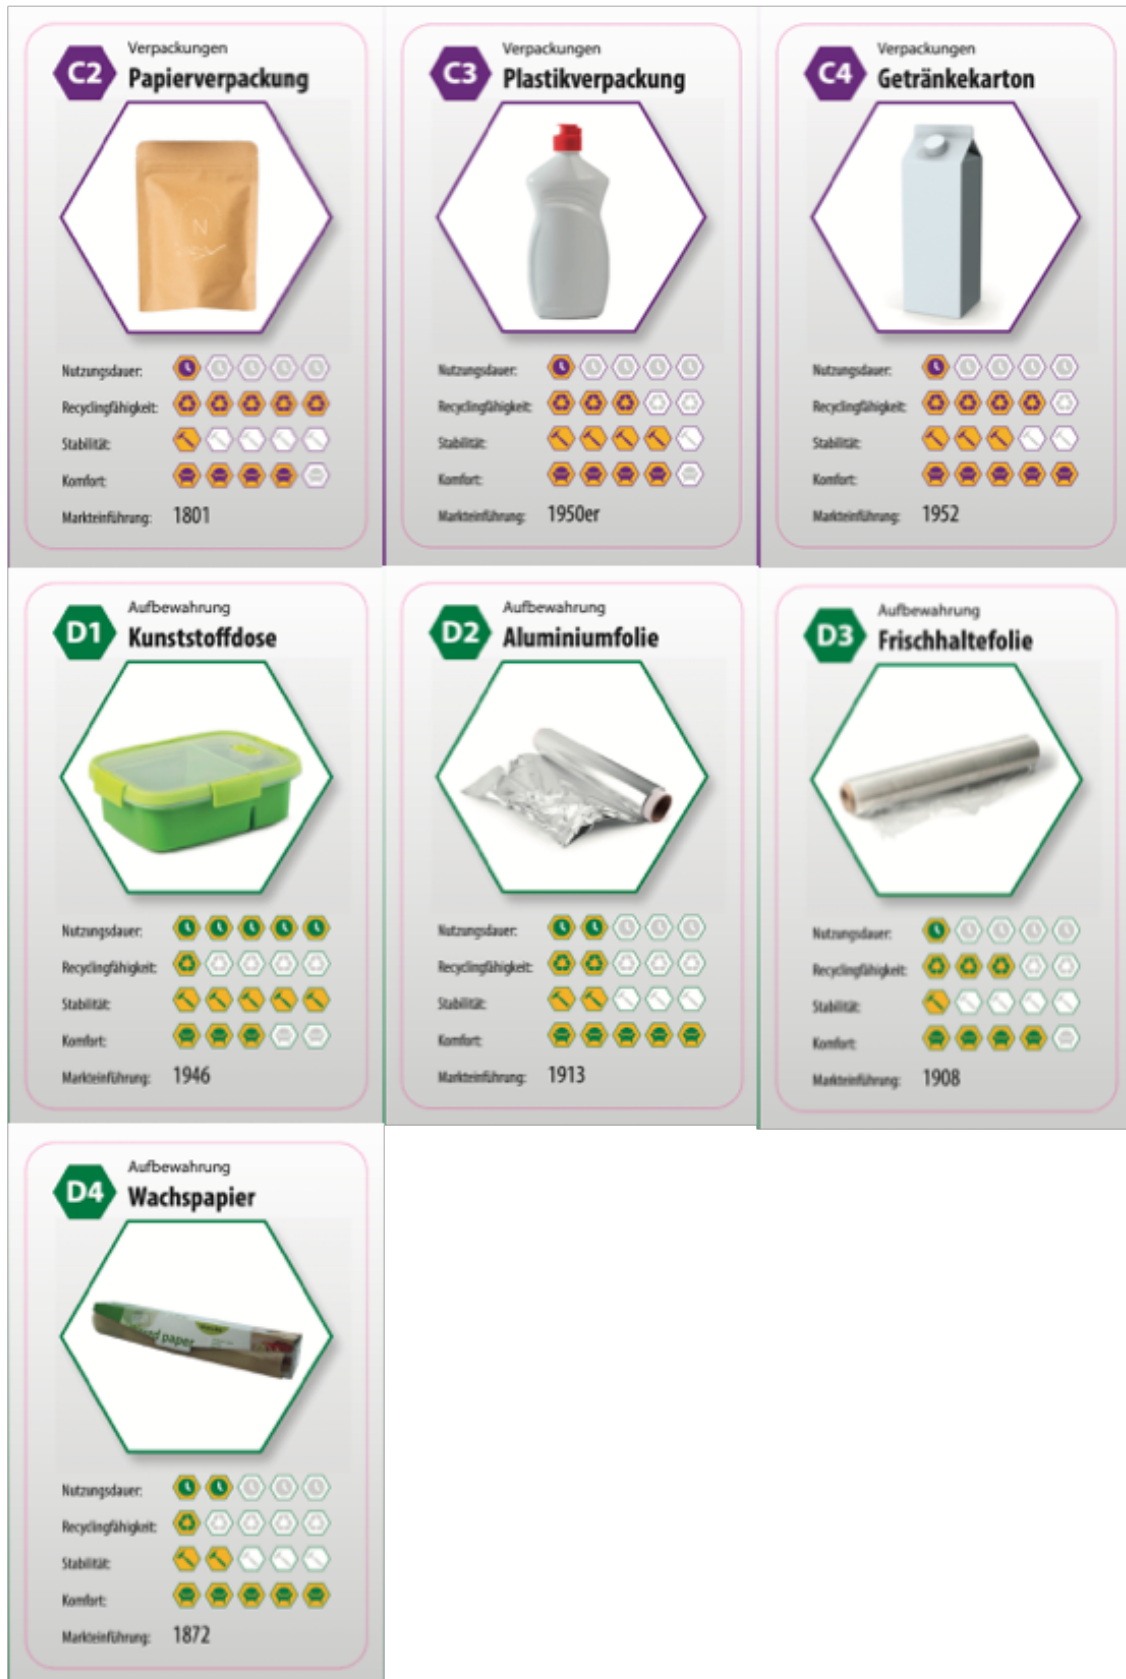 Verpackungen
C2 Papierverpackung
N
Nutzungsdauer:
Recyclingfähigkeit:
Stabilität:
Komfort:
Markteinführung: 1801
Verpackungen
C3 Plastikverpackung
Nutzungsdauer:
Recyclingfähigkeit:
Stabilität:
Komfort:
Markteinführung: 1950er
Verpackungen
C4 Getränkekarton
Nutzungsdauer:
Recyclingfähigkeit:
Stabilität:
Komfort:
Markteinführung: 1952
Aufbewahrung
D1 Kunststoffdose
Nutzungsdauer:
Recyclingfähigkeit:
Stabilität:
Komfort:
Markteinführung: 1946
Aufbewahrung
D2 Aluminiumfolie
Nutzungsdauer:
Recyclingfähigkeit:
Stabilität:
Komfort:
Markteinführung: 1913
Aufbewahrung
D3 Frischhaltefolie
Nutzungsdauer:
Recyclingfähigkeit:
Stabilität:
Komfort:
Markteinführung: 1908
Aufbewahrung
D4 Wachspapier
paper
Nutzungsdauer:
Recyclingfähigkeit:
Stabilität:
Komfort:
Markteinführung: 1872